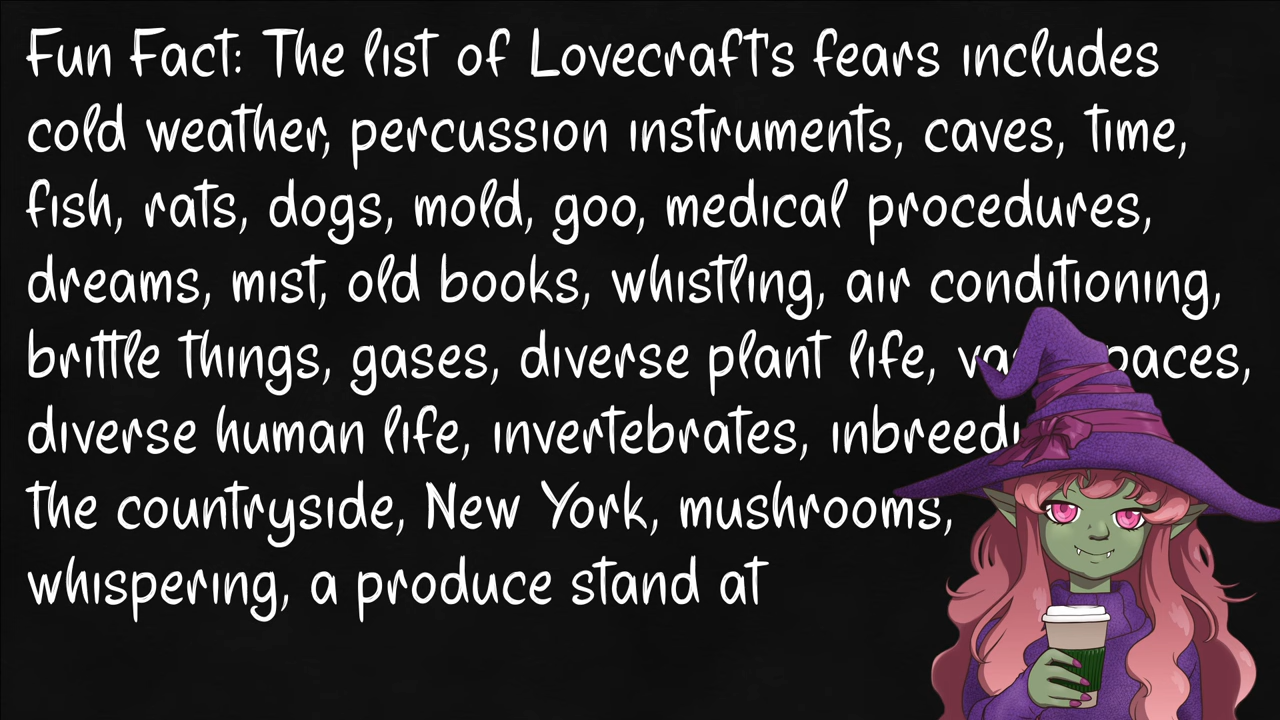 Fun Fact: The list of Lovecraft's fears includes
cold weather, percussion instruments, caves, time,
fish, rats, dogs, mold, goo, medical procedures,
dreams, mist, old books, whistling, air conditioning,
brittle things, gases, diverse plant life,
diverse human life, invertebrates,
the countryside, New York, mushrooms,
whispering, a produce stand at